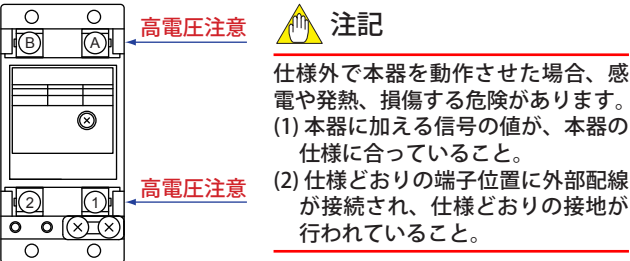 B A
高電圧注意
2 1
高電圧注意
注記
仕様外で本器を動作させた場合、感
電や発熱、損傷する危険があります。
(1) 本器に加える信号の値が、本器の
仕様に合っていること。
(2) 仕様どおりの端子位置に外部配線
が接続され、仕様どおりの接地が
行われていること。